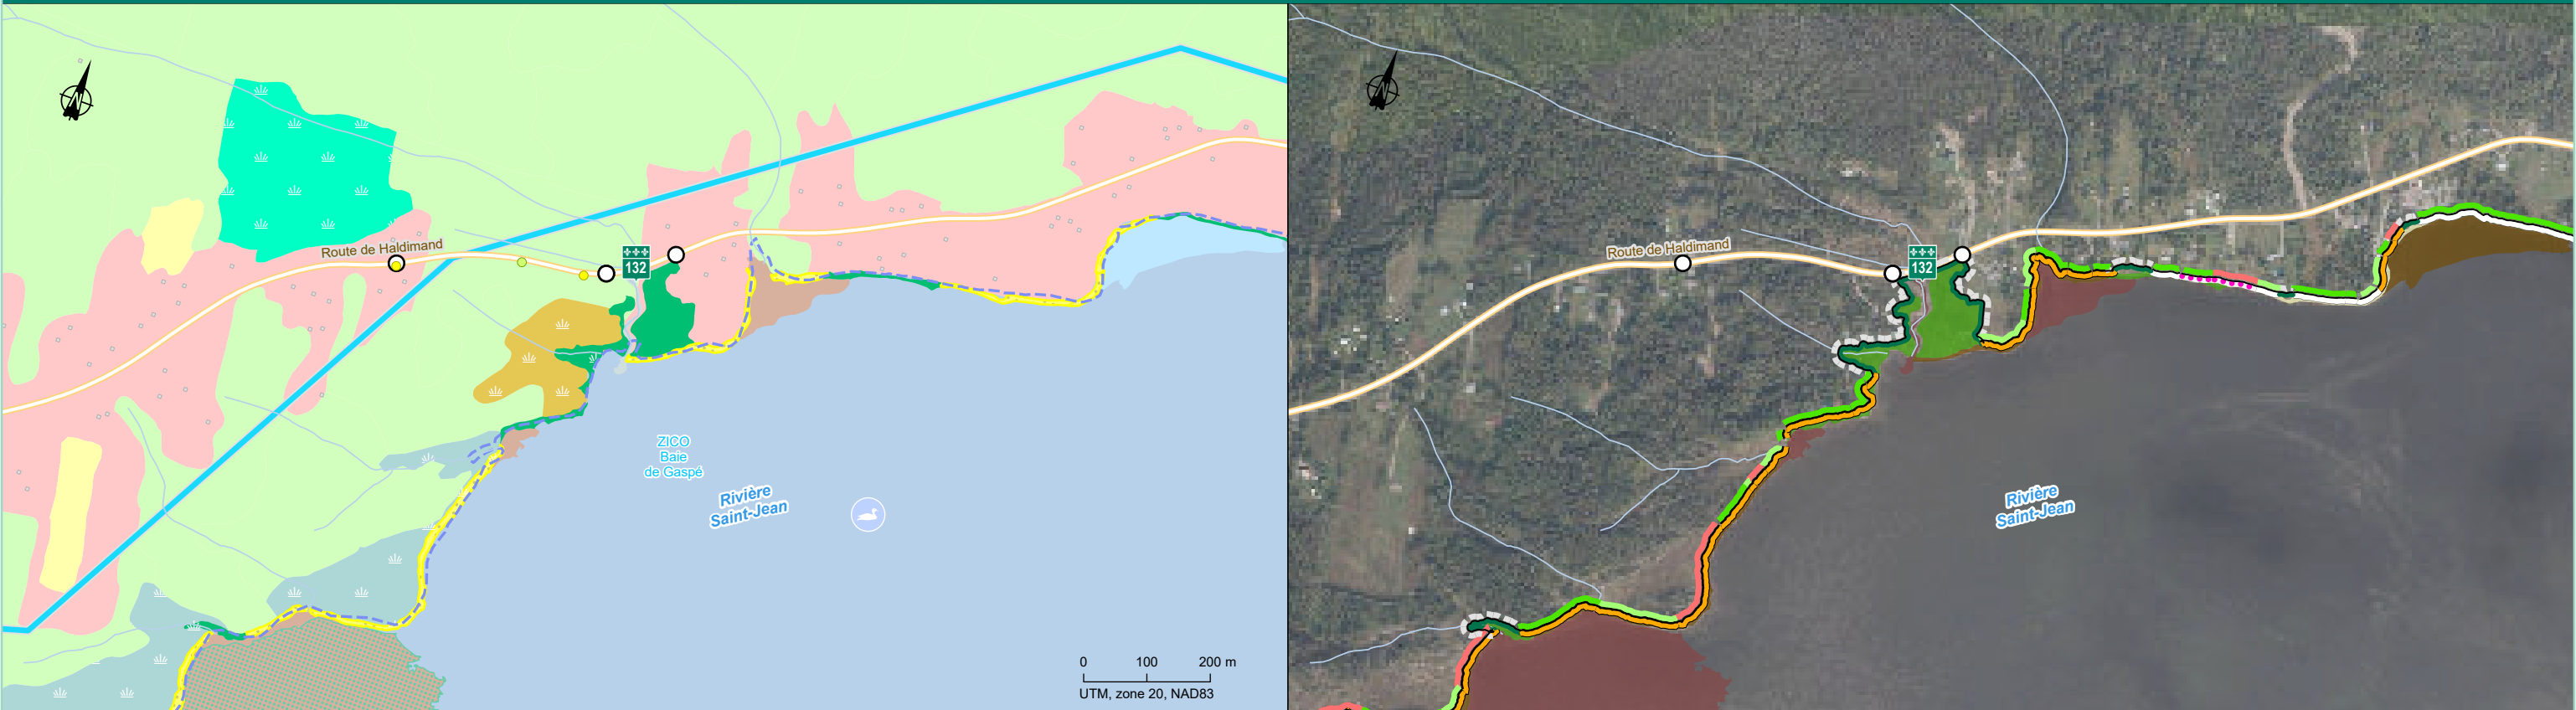 Route de Haldimand
132
ZICO
Baie
de Gaspé
Rivière
Saint-Jean
0 100 200 m
UTM, zone 20, NAD83
N
Route de Haldimand
132
Rivière
Saint-Jean
N